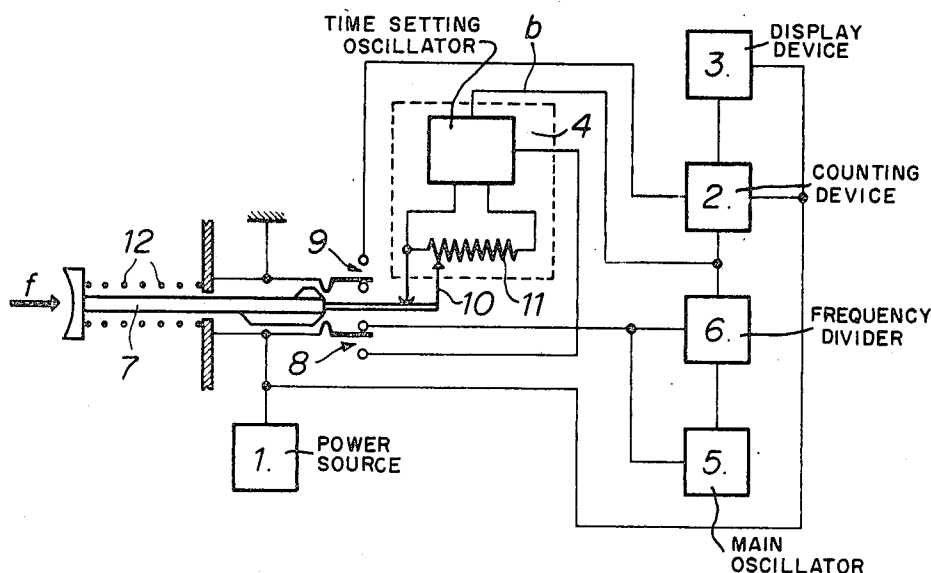 TIME SETTING
OSCILLATOR
b
DISPLAY
DEVICE
3.
4
COUNTING
DEVICE
2.
9
12
f
10
11
7
8
6.
FREQUENCY
DIVIDER
1.
POWER
SOURCE
5.
MAIN
OSCILLATOR